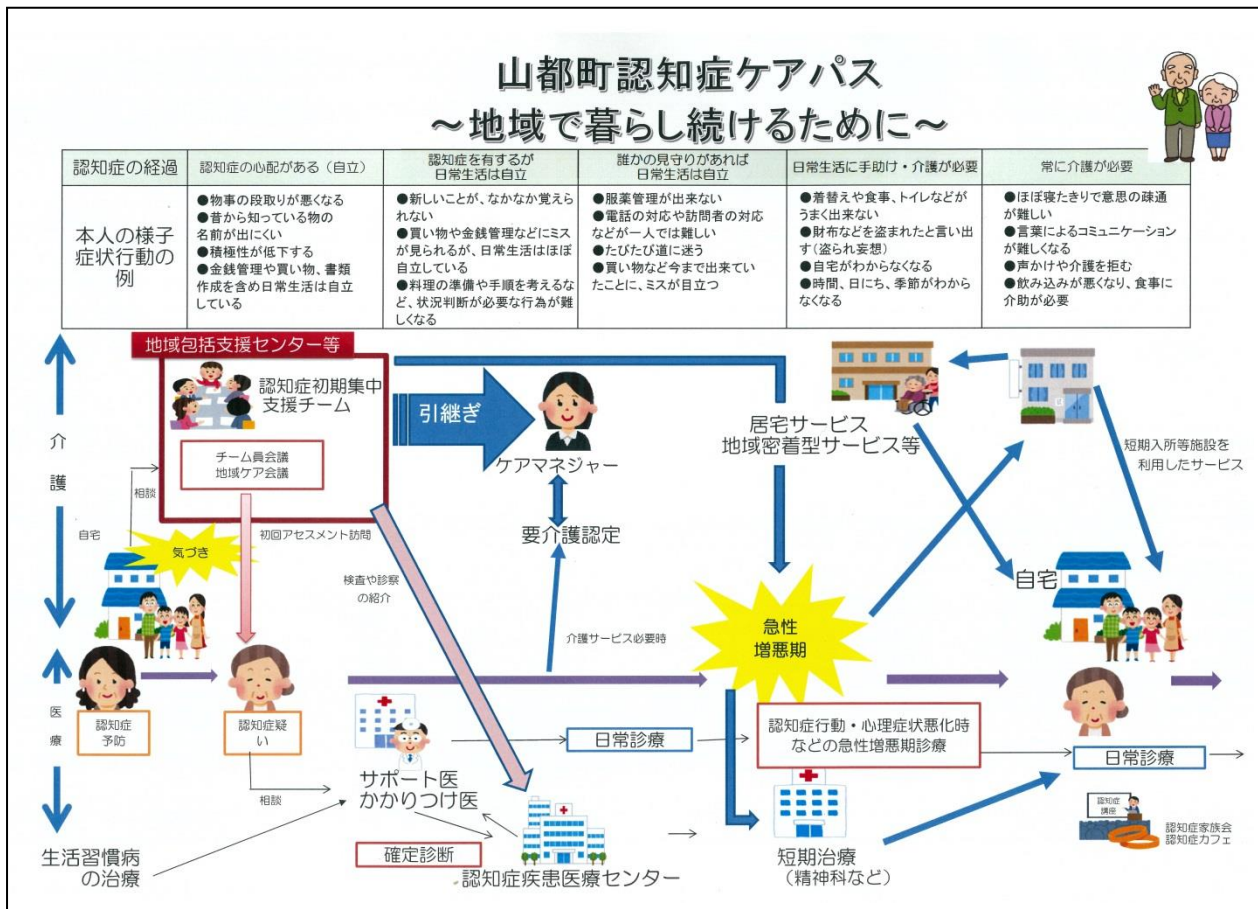 山都町認知症ケアパス
～地域で暮らし続けるために～
認知症の経過
認知症の心配がある（自立）
認知症を有するが
日常生活は自立
誰かの見守りがあれば
日常生活は自立
日常生活に手助け・介護が必要
常に介護が必要
本人の様子
症状行動の
例
●物事の段取りが悪くなる
●昔から知っている物の
名前が出にくい
●積極性が低下する
●金銭管理や買い物、書類
作成を含め日常生活は自立
している
●新しいことが、なかなか覚えら
れない
●買い物や金銭管理などにミス
が見られるが、日常生活はほぼ
自立している
●料理の準備や手順を考えるな
ど、状況判断が必要な行為が難
しくなる
●服薬管理が出来ない
●電話の対応や訪問者の対応
などが一人では難しい
●たびたび道に迷う
●買い物など今まで出来てい
たことに、ミスが目立つ
●着替えや食事、トイレなどが
うまく出来ない
●財布などを盗まれたと言い出
す（盗られ妄想）
●自宅がわからなくなる
●時間、日にち、季節がわから
なくなる
●ほぼ寝たきりで意思の疎通
が難しい
●言葉によるコミュニケーション
が難しくなる
●声かけや介護を拒む
●飲み込みが悪くなり、食事に
介助が必要
地域包括支援センター等
認知症初期集中
支援チーム
チーム員会議
地域ケア会議
引継ぎ
ケアマネジャー
居宅サービス
地域密着型サービス等
短期入所等施設を
利用したサービス
介護
相談
自宅
気づき
初回アセスメント訪問
検査や診察
の紹介
要介護認定
介護サービス必要時
急性
増悪期
自宅
医療
認知症
予防
認知症疑
い
相談
サポート医
かかりつけ医
日常診療
認知症行動・心理症状悪化時
などの急性増悪期診療
日常診療
確定診断
認知症疾患医療センター
短期治療
（精神科など）
認知症
講座
認知症家族会
認知症カフェ
生活習慣病
の治療